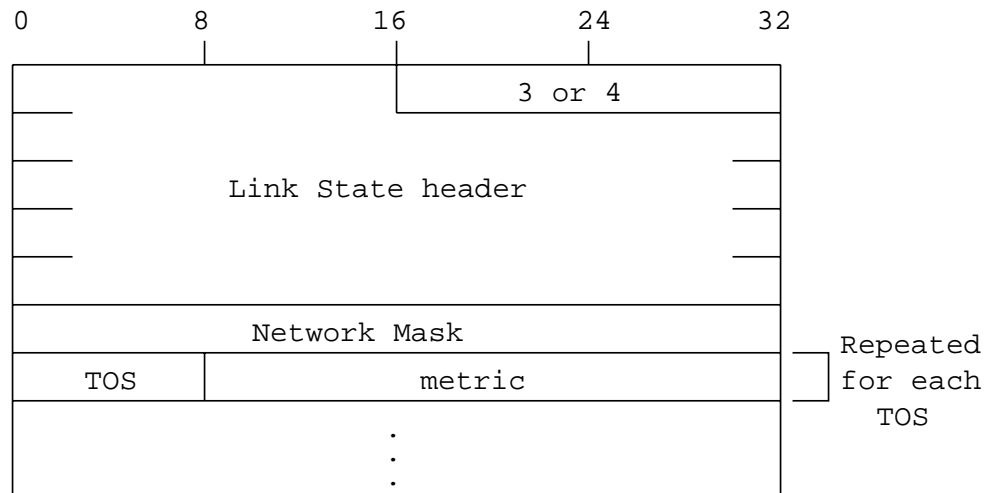 0 8 16 24 32
3 or 4
Link State header
Network Mask
TOS metric
Repeated
for each
TOS
.
.
.